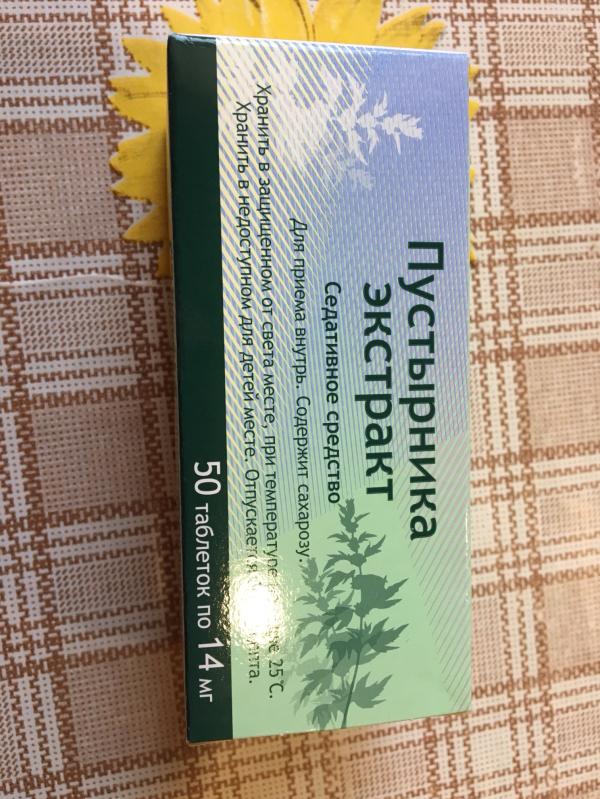 Пустырника
экстракт
Седативное средство
Для приема внутрь. Содержит сахарозу.
Хранить в защищенном от света месте, при температуре 25°С.
Хранить в недоступном для детей месте. Отпускается
50 таблеток по 14 мг